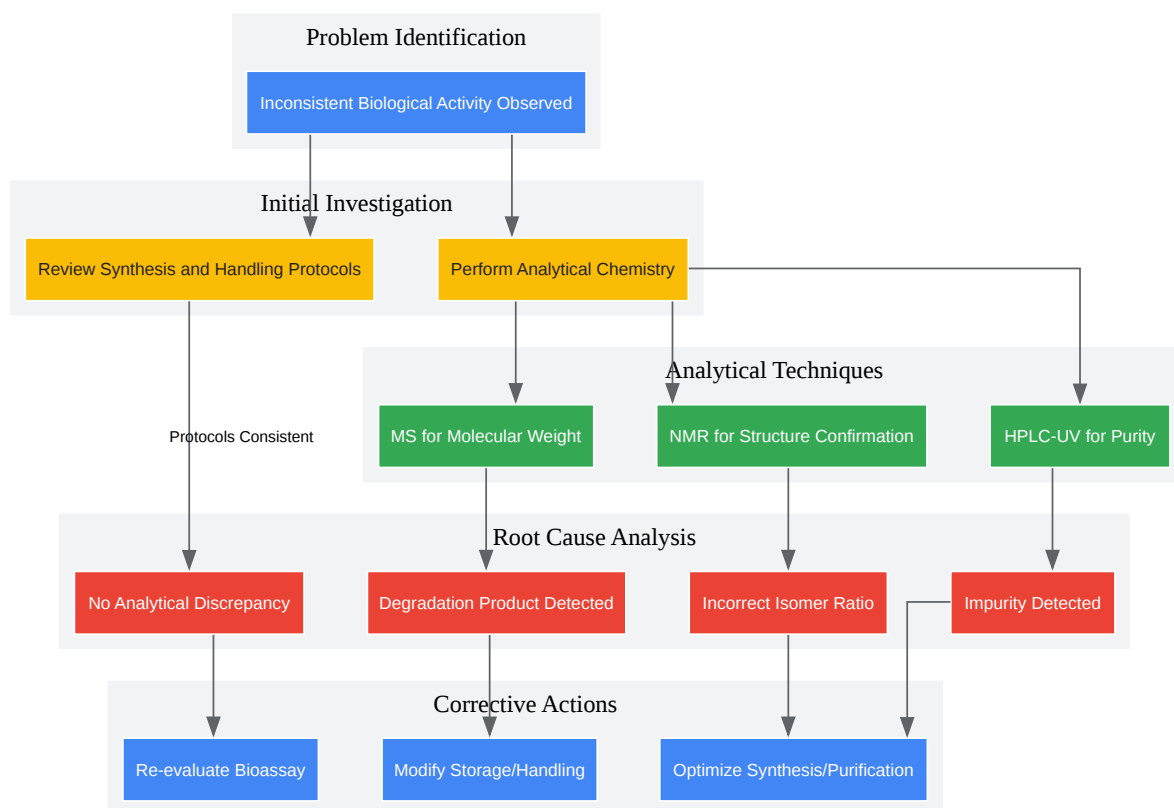 Problem Identification
Inconsistent Biological Activity Observed
Initial Investigation
Review Synthesis and Handling Protocols
Perform Analytical Chemistry
Analytical Techniques
MS for Molecular Weight
NMR for Structure Confirmation
HPLC-UV for Purity
Protocols Consistent
Root Cause Analysis
No Analytical Discrepancy
Degradation Product Detected
Incorrect Isomer Ratio
Impurity Detected
Corrective Actions
Re-evaluate Bioassay
Modify Storage/Handling
Optimize Synthesis/Purification